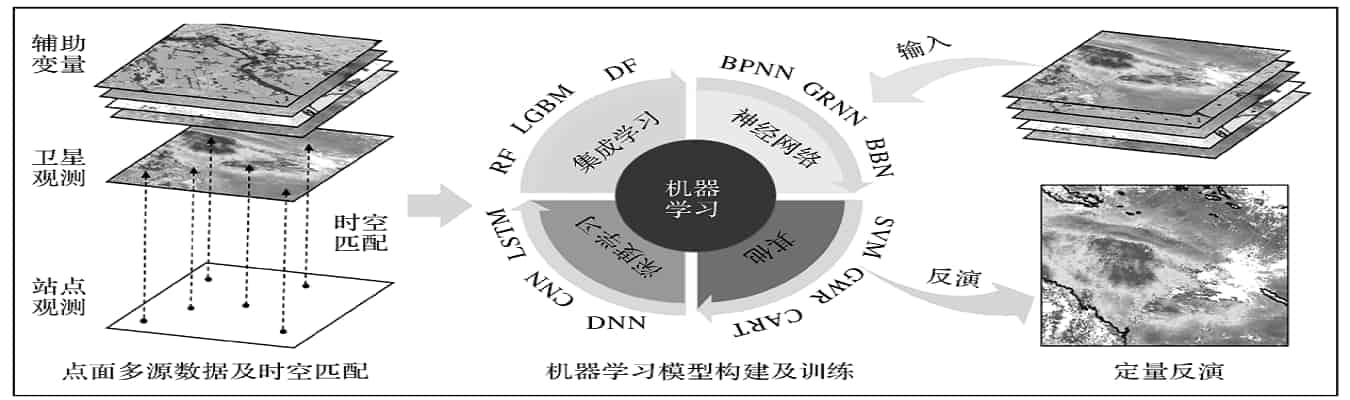 辅助
变量
卫星
观测
时空
匹配
站点
观测
点面多源数据及时空匹配
RF
LGBM
DF
BPNN
GRNN
BBN
集成学习
神经网络
机器
学习
深度学习
其他
LSTM
CNN
DNN
SVM
GWR
CART
机器学习模型构建及训练
输入
反演
定量反演